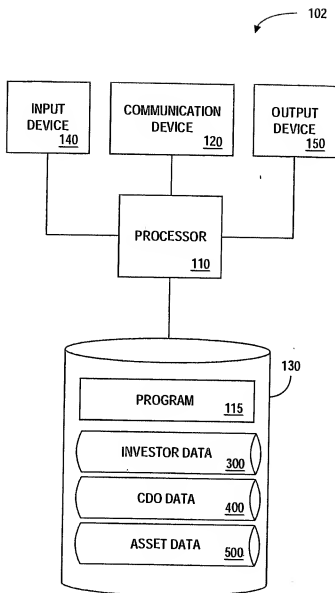 102
INPUT
DEVICE
140
COMMUNICATION
DEVICE
120
OUTPUT
DEVICE
150
PROCESSOR
110
130
PROGRAM
115
INVESTOR DATA
300
CDO DATA
400
ASSET DATA
500